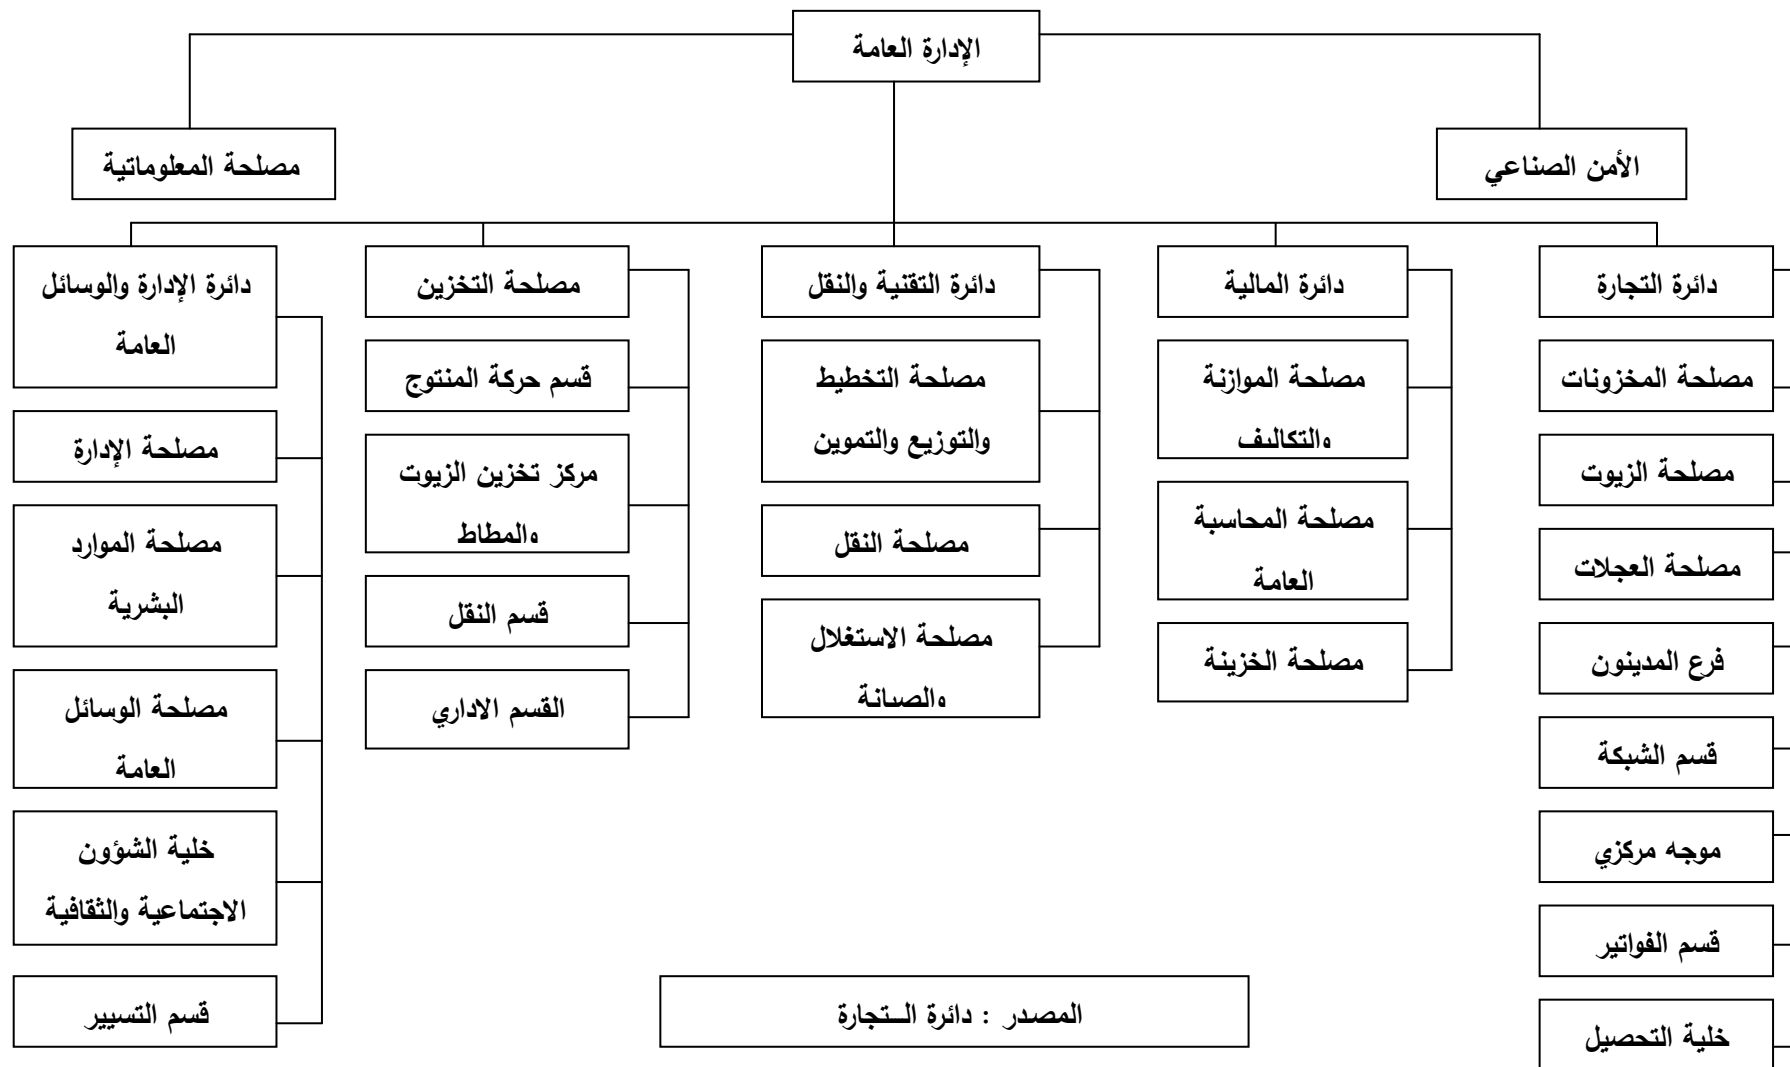 الإدارة العامة
الأمن الصناعي
مصلحة المعلوماتية
دائرة التجارة
مصلحة المخزونات
مصلحة الزيوت
مصلحة العجلات
فرع المدينون
قسم الشبكة
موجه مركزي
قسم الفواتير
خلية التحصيل
دائرة المالية
مصلحة الموازنة
والتكاليف
مصلحة المحاسبة
العامة
مصلحة الخزينة
دائرة التقنية والنقل
مصلحة التخطيط
والتوزيع والتموين
مصلحة النقل
مصلحة الاستغلال
والصيانة
مصلحة التخزين
قسم حركة المنتوج
مركز تخزين الزيوت
والمطاط
قسم النقل
القسم الاداري
دائرة الإدارة والوسائل
العامة
مصلحة الإدارة
مصلحة الموارد
البشرية
مصلحة الوسائل
العامة
خلية الشؤون
الاجتماعية والثقافية
قسم التسيير
المصدر : دائرة الـتجارة